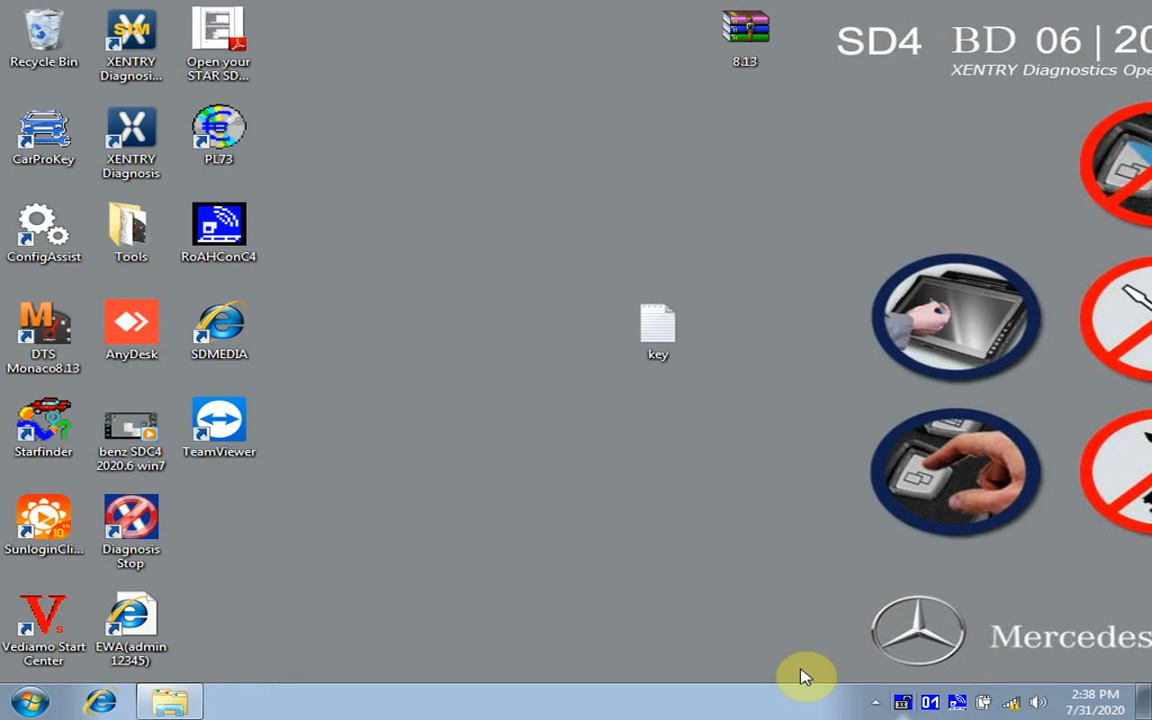 Recycle Bin
XENTRY
Diagnosi...
Open your
STAR SD...
8.13
SD4 BD 06 | 20
XENTRY Diagnostics Ope
CarProKey
XENTRY
Diagnosis
PL73
ConfigAssist
Tools
RoAHConC4
DTS
Monaco8.13
AnyDesk
SDMEDIA
key
Starfinder
benz SDC4
2020.6 win7
TeamViewer
SunloginCli...
Diagnosis
Stop
Vediamo Start
Center
EWA(admin
12345)
Mercedes
2:38 PM
7/31/2020